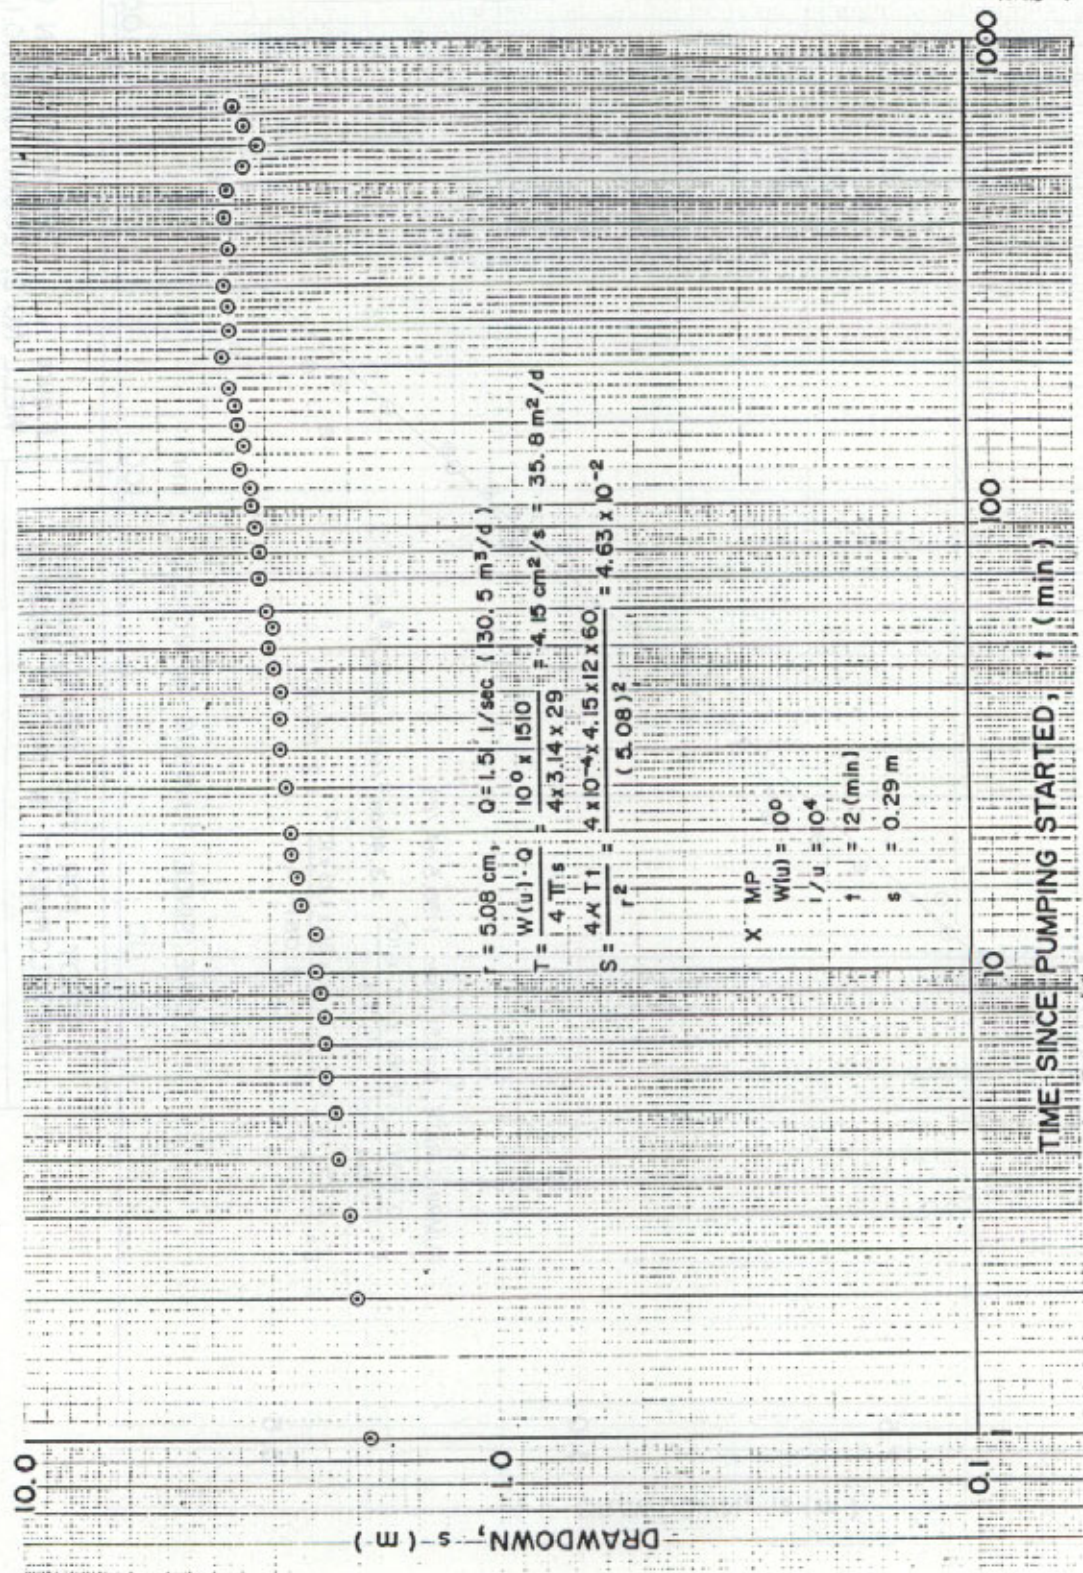 DRAWDOWN, s (m)
10.0
1.0
0.1
r = 5.08 cm, Q = 1.51 l/sec (130.5 m³/d)
T = W(u)·Q / 4 π s = 10⁰ x 1510 / 4 x 3.14 x 29 = 4.15 cm²/s = 35.8 m²/d
S = 4μTt / r² = 4 x 10⁻⁴ x 4.15 x 12 x 60 / (5.08)² = 4.63 x 10⁻²
X MP
W(u) = 10⁰
1/u = 10⁴
t = 12 (min)
s = 0.29 m
1
10
100
1000
TIME SINCE PUMPING STARTED, t (min)